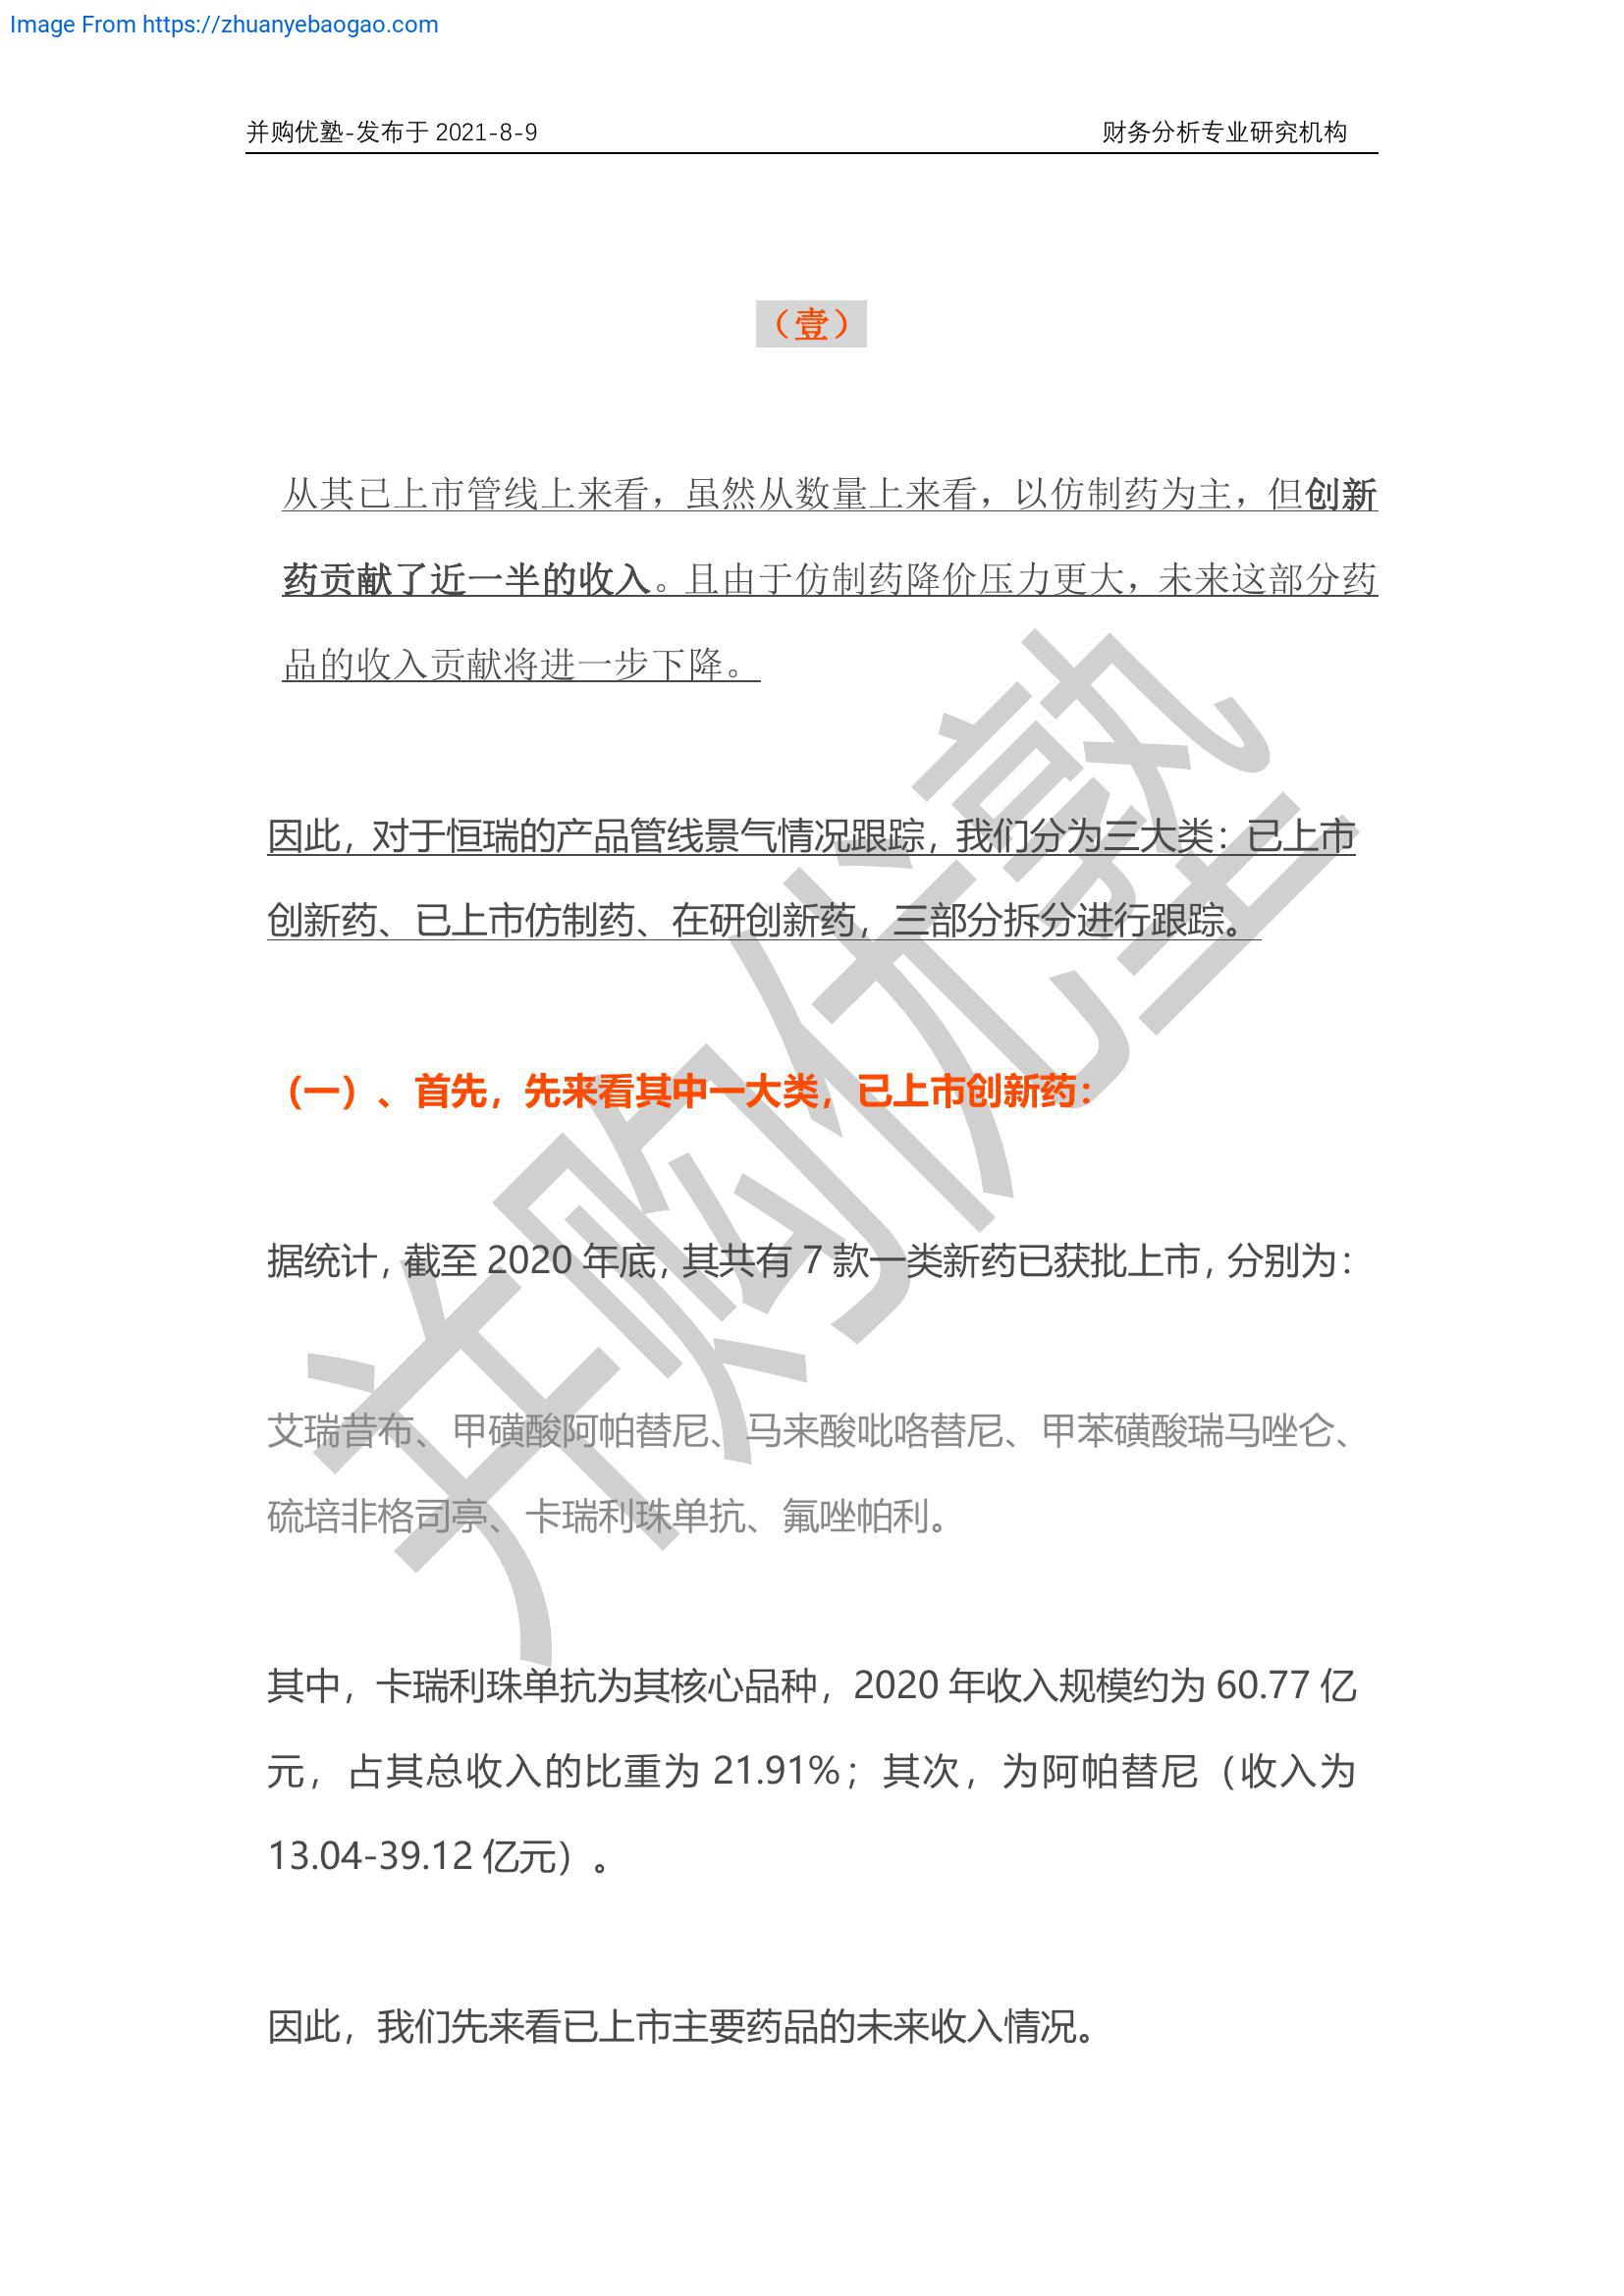 Image From https://zhuanyebaogao.com
并购优塾-发布于 2021-8-9 财务分析专业研究机构
（壹）
从其已上市管线上来看，虽然从数量上来看，以仿制药为主，但创新
药贡献了近一半的收入。且由于仿制药降价压力更大，未来这部分药
品的收入贡献将进一步下降。
因此，对于恒瑞的产品管线景气情况跟踪，我们分为三大类：已上市
创新药、已上市仿制药、在研创新药，三部分拆分进行跟踪。
（一）、首先，先来看其中一大类，已上市创新药：
据统计，截至 2020 年底，其共有 7 款一类新药已获批上市，分别为：
艾瑞昔布、甲磺酸阿帕替尼、马来酸吡咯替尼、甲苯磺酸瑞马唑仑、
硫培非格司亭、卡瑞利珠单抗、氟唑帕利。
其中，卡瑞利珠单抗为其核心品种，2020 年收入规模约为 60.77 亿
元，占其总收入的比重为 21.91%；其次，为阿帕替尼（收入为
13.04-39.12 亿元）。
因此，我们先来看已上市主要药品的未来收入情况。
并购优塾